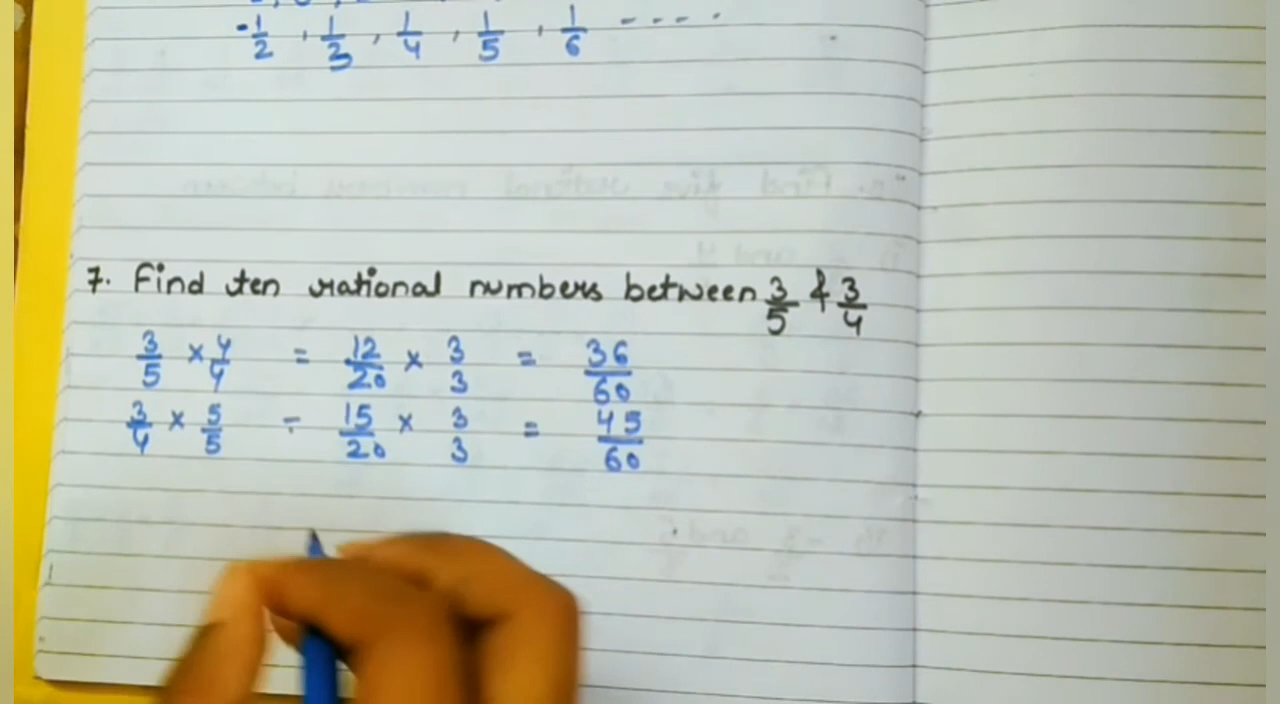 -1/2 , 1/3 , 1/4 , 1/5 , 1/6 - - - -
7. Find ten rational numbers between 3/5 & 3/4
3/5 × 4/4 = 12/20 × 3/3 = 36/60
3/4 × 5/5 = 15/20 × 3/3 = 45/60